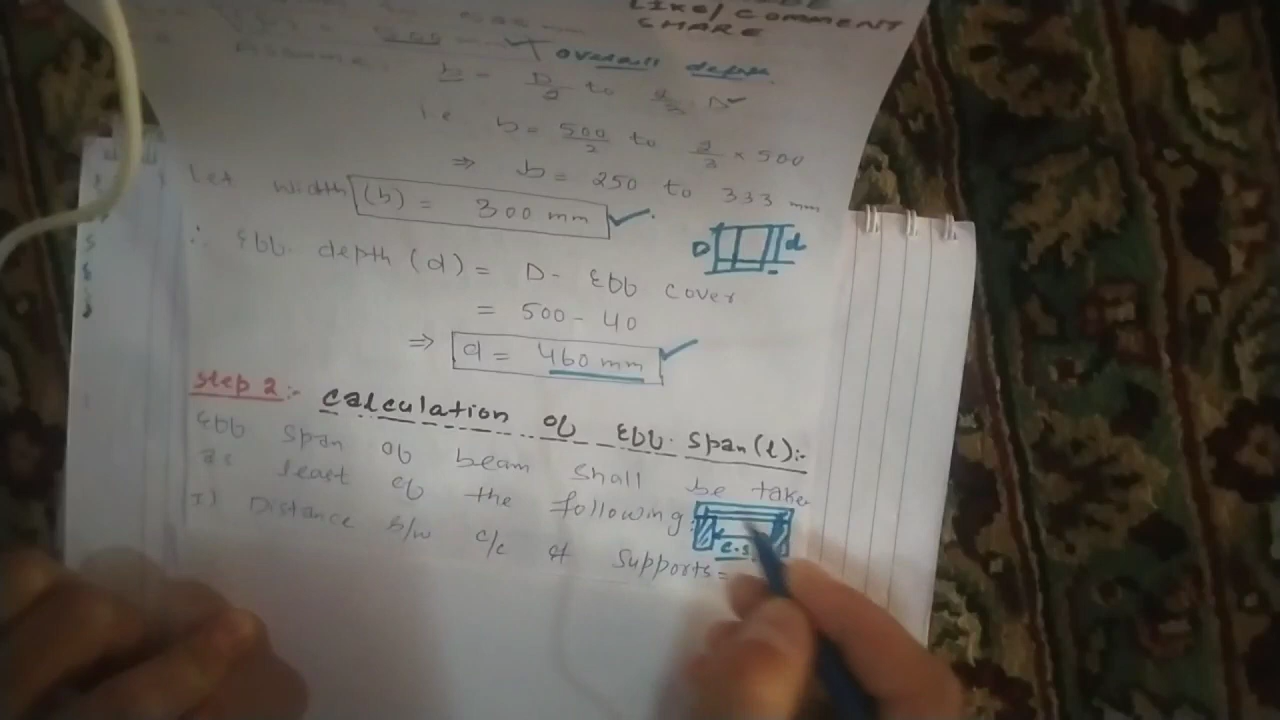 LIKE/COMMENT
SHARE
overall depth
b = D/2 to 2/3 D
i.e b = 500/2 to 2/3 × 500
⇒ b = 250 to 333 mm
Let width (b) = 300 mm
∴ Eff. depth (d) = D - Eff cover
D d
= 500 - 40
⇒ d = 460 mm
Step 2:- Calculation of Eff. Span(l):-
Eff Span of beam shall be take
as least of the following:
c.s
I) Distance b/w c/c of supports =